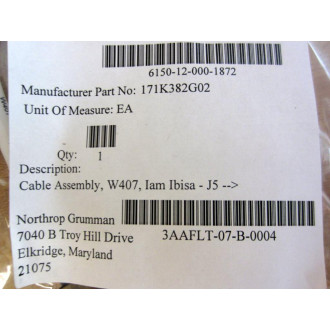 6150-12-000-1872
Manufacturer Part No: 171K382G02
Unit Of Measure: EA
Qty: 1
Description:
Cable Assembly, W407, Iam Ibisa - J5 -->
Northrop Grumman
7040 B Troy Hill Drive 3AAFLT-07-B-0004
Elkridge, Maryland
21075